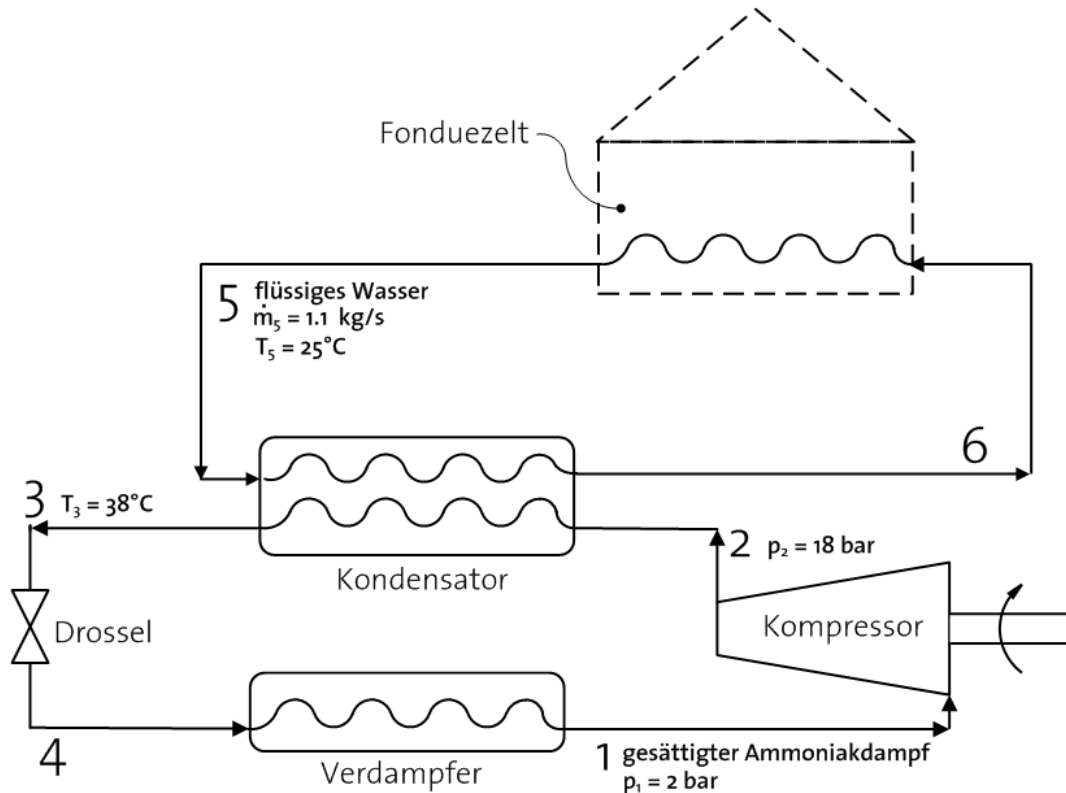 Fonduezelt
5 flüssiges Wasser
ṁ₅ = 1.1 kg/s
T₅ = 25°C
6
3 T₃ = 38°C
Kondensator
2 p₂ = 18 bar
Drossel
Kompressor
4
Verdampfer
1 gesättigter Ammoniakdampf
p₁ = 2 bar